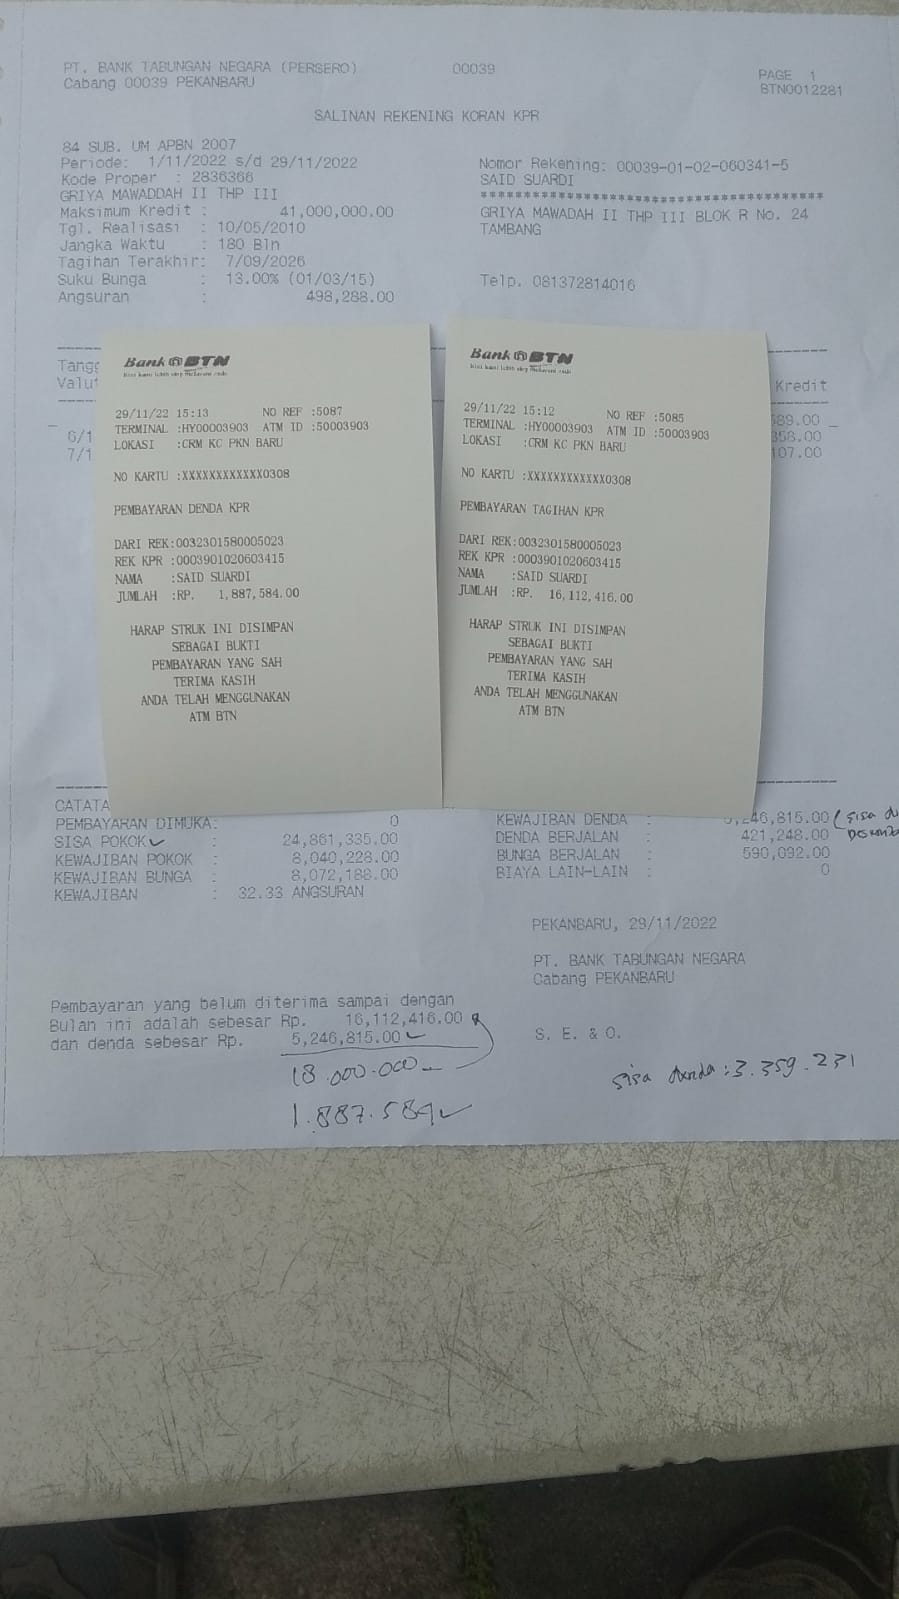 PT. BANK TABUNGAN NEGARA (PERSERO) 00039
Cabang 00039 PEKANBARU
PAGE 1
BTN0012281
SALINAN REKENING KORAN KPR
84 SUB. UM APBN 2007
Periode: 1/11/2022 s/d 29/11/2022
Kode Proper : 2836366
GRIYA MAWADDAH II THP III
Maksimum Kredit : 41,000,000.00
Tgl. Realisasi : 10/05/2010
Jangka Waktu : 180 Bln
Tagihan Terakhir: 7/09/2026
Suku Bunga : 13.00% (01/03/15)
Angsuran : 498,288.00
Nomor Rekening: 00039-01-02-060341-5
SAID SUARDI
****************************************
GRIYA MAWADAH II THP III BLOK R No. 24
TAMBANG
Telp. 081372814016
Kredit
6/1
7/1
107.00
Bank BTN
29/11/22 15:13 NO REF :5087
TERMINAL :HY00003903 ATM ID :50003903
LOKASI :CRM KC PKN BARU
NO KARTU :XXXXXXXXXXXX0308
PEMBAYARAN DENDA KPR
DARI REK:0032301580005023
REK KPR :0003901020603415
NAMA :SAID SUARDI
JUMLAH :RP. 1,887,584.00
HARAP STRUK INI DISIMPAN
SEBAGAI BUKTI
PEMBAYARAN YANG SAH
TERIMA KASIH
ANDA TELAH MENGGUNAKAN
ATM BTN
Bank BTN
29/11/22 15:12 NO REF :5085
TERMINAL :HY00003903 ATM ID :50003903
LOKASI :CRM KC PKN BARU
NO KARTU :XXXXXXXXXXXX0308
PEMBAYARAN TAGIHAN KPR
DARI REK:0032301580005023
REK KPR :0003901020603415
NAMA :SAID SUARDI
JUMLAH :RP. 16,112,416.00
HARAP STRUK INI DISIMPAN
SEBAGAI BUKTI
PEMBAYARAN YANG SAH
TERIMA KASIH
ANDA TELAH MENGGUNAKAN
ATM BTN
CATATA
PEMBAYARAN DIMUKA: 0
SISA POKOK : 24,861,335.00
KEWAJIBAN POKOK : 8,040,228.00
KEWAJIBAN BUNGA : 8,072,188.00
KEWAJIBAN : 32.33 ANGSURAN
KEWAJIBAN DENDA : 5,246,815.00 (sisa
DENDA BERJALAN : 421,248.00
BUNGA BERJALAN : 590,092.00
BIAYA LAIN-LAIN : 0
PEKANBARU, 29/11/2022
PT. BANK TABUNGAN NEGARA
Cabang PEKANBARU
S. E. & O.
Pembayaran yang belum diterima sampai dengan
Bulan ini adalah sebesar Rp. 16,112,416.00
dan denda sebesar Rp. 5,246,815.00
18.000.000
1.887.584
sisa denda : 3.359.231